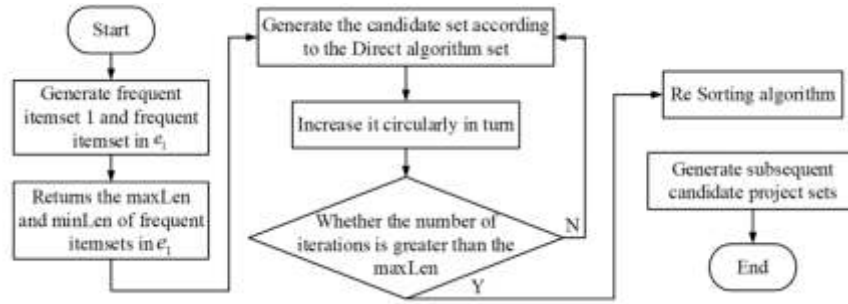 Start
Generate frequent
itemset 1 and frequent
itemset in e₁
Returns the maxLen
and minLen of frequent
itemsets in e₁
Generate the candidate set according
to the Direct algorithm set
Increase it circularly in turn
Whether the number of
iterations is greater than the
maxLen
N
Y
Re Sorting algorithm
Generate subsequent
candidate project sets
End